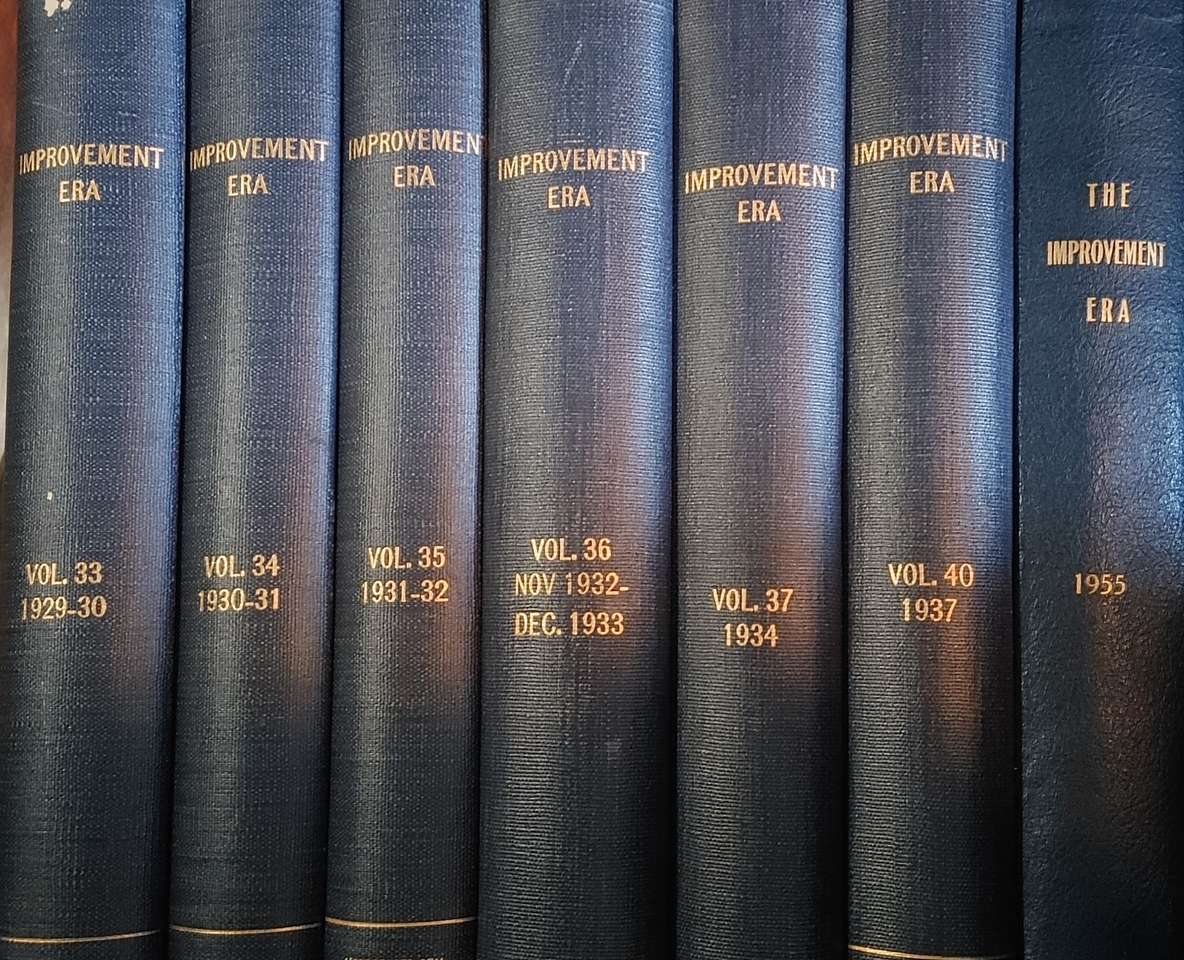 IMPROVEMENT
ERA
VOL. 33
1929-30
IMPROVEMENT
ERA
VOL. 34
1930-31
IMPROVEMENT
ERA
VOL. 35
1931-32
IMPROVEMENT
ERA
VOL. 36
NOV 1932-
DEC. 1933
IMPROVEMENT
ERA
VOL. 37
1934
IMPROVEMENT
ERA
VOL. 40
1937
THE
IMPROVEMENT
ERA
1955